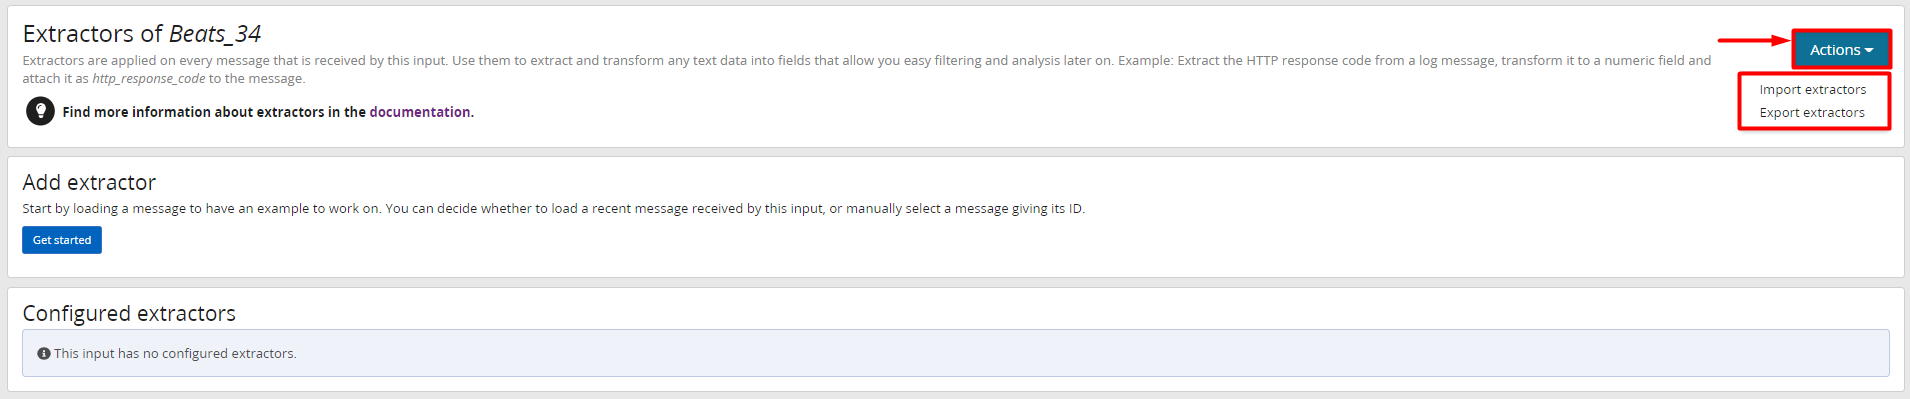 Extractors of Beats_34
Extractors are applied on every message that is received by this input. Use them to extract and transform any text data into fields that allow you easy filtering and analysis later on. Example: Extract the HTTP response code from a log message, transform it to a numeric field and
attach it as http_response_code to the message.
Find more information about extractors in the documentation.
Actions
Import extractors
Export extractors
Add extractor
Start by loading a message to have an example to work on. You can decide whether to load a recent message received by this input, or manually select a message giving its ID.
Get started
Configured extractors
This input has no configured extractors.